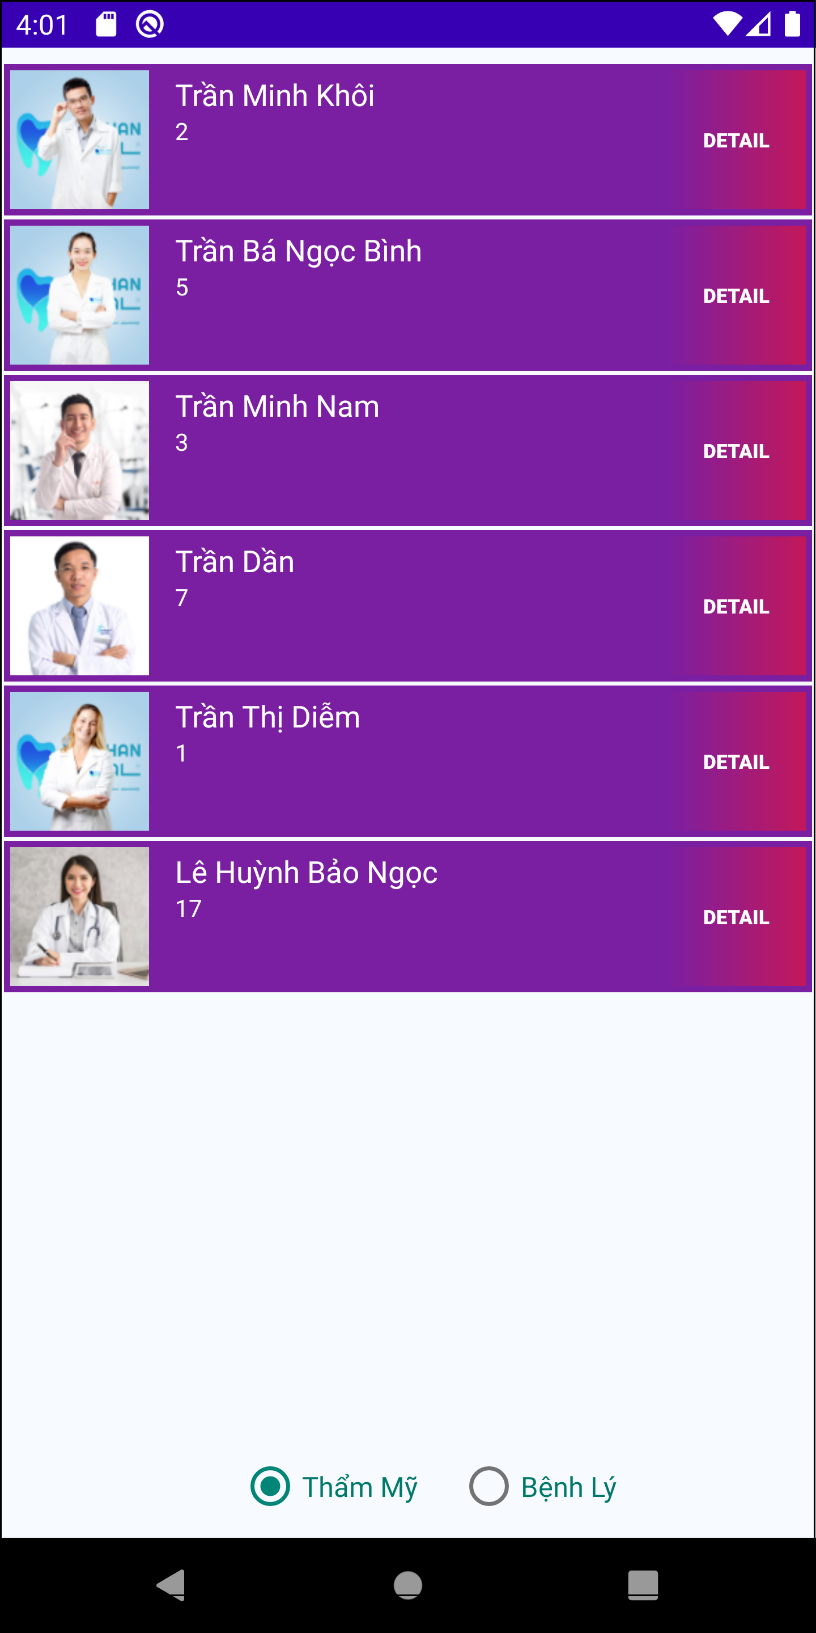 4:01
Trần Minh Khôi
2
DETAIL
Trần Bá Ngọc Bình
5
DETAIL
Trần Minh Nam
3
DETAIL
Trần Dần
7
DETAIL
Trần Thị Diễm
1
DETAIL
Lê Huỳnh Bảo Ngọc
17
DETAIL
Thẩm Mỹ
Bệnh Lý